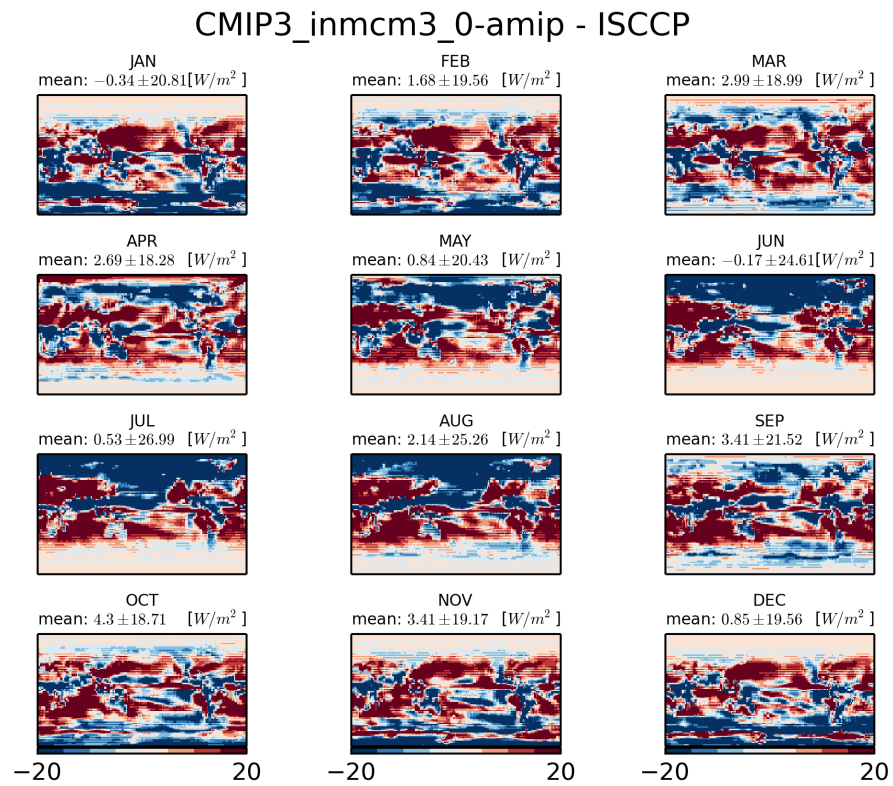 CMIP3_inmcm3_0-amip - ISCCP
JAN FEB MAR
mean: −0.34±20.81[W/m² ] mean: 1.68±19.56 [W/m² ] mean: 2.99±18.99 [W/m² ]
APR MAY JUN
mean: 2.69±18.28 [W/m² ] mean: 0.84±20.43 [W/m² ] mean: −0.17±24.61[W/m² ]
JUL AUG SEP
mean: 0.53±26.99 [W/m² ] mean: 2.14±25.26 [W/m² ] mean: 3.41±21.52 [W/m² ]
OCT NOV DEC
mean: 4.3±18.71 [W/m² ] mean: 3.41±19.17 [W/m² ] mean: 0.85±19.56 [W/m² ]
−20 20 −20 20 −20 20